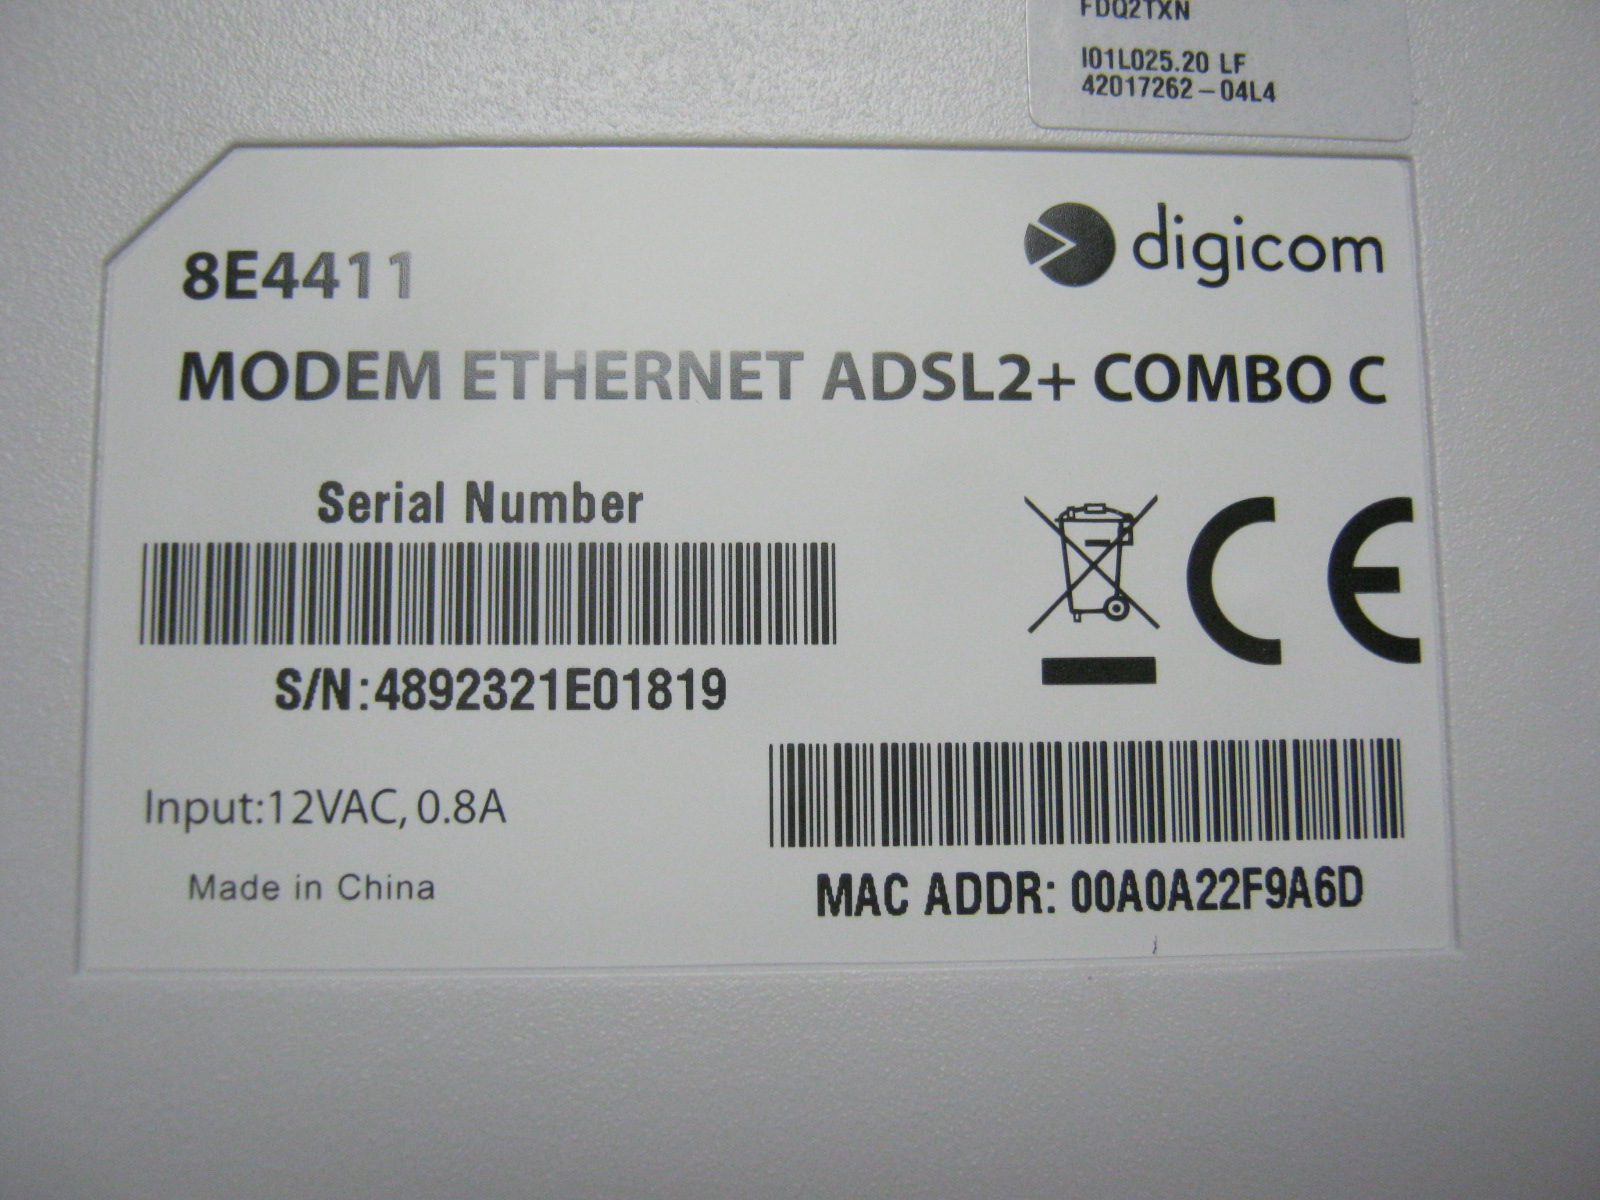 FDQ2TXN
I01L025.20 LF
42017262-04L4
digicom
8E4411
MODEM ETHERNET ADSL2+ COMBO C
Serial Number
CE
S/N:4892321E01819
Input:12VAC, 0.8A
Made in China
MAC ADDR: 00A0A22F9A6D